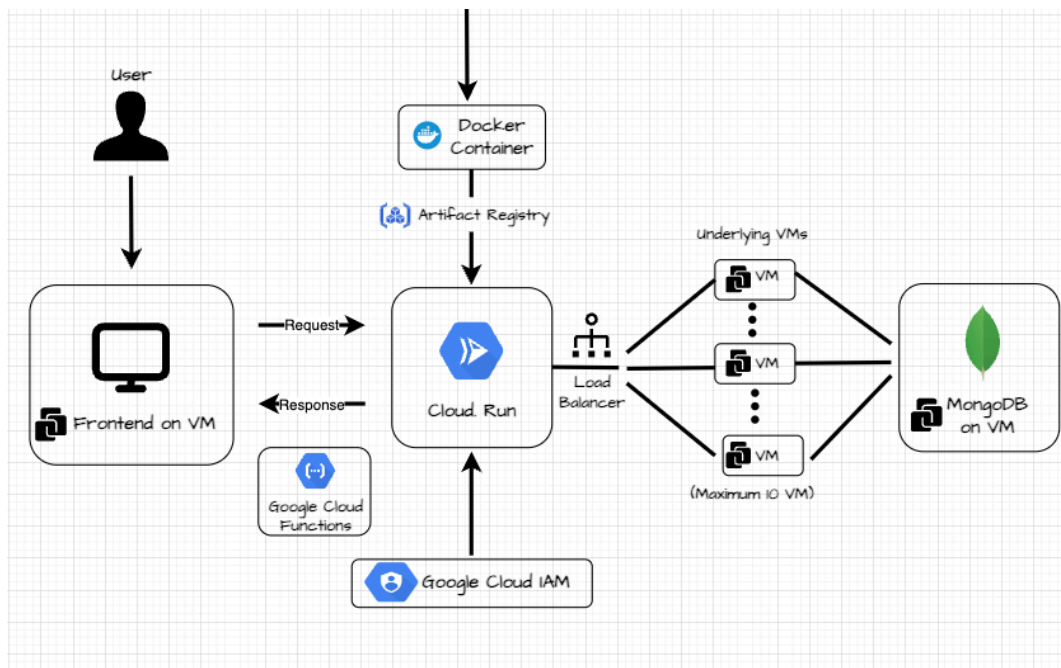 User
Docker
Container
Artifact Registry
Underlying VMs
VM
Request
Response
Cloud. Run
Load
Balancer
VM
VM
(Maximum 10 VM)
Frontend on VM
MongoDB
on VM
Google Cloud
Functions
Google Cloud IAM